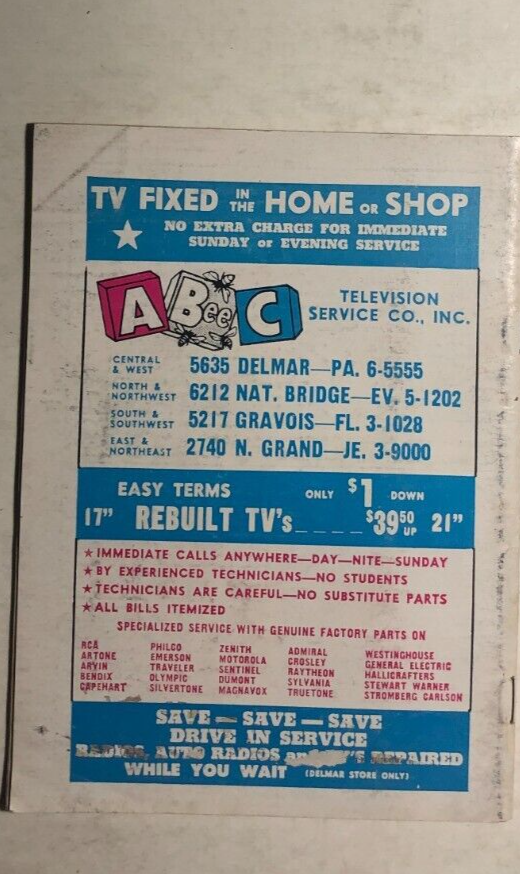 TV FIXED IN THE HOME OR SHOP
NO EXTRA CHARGE FOR IMMEDIATE
SUNDAY or EVENING SERVICE
A Bee C
TELEVISION
SERVICE CO., INC.
CENTRAL & WEST 5635 DELMAR—PA. 6-5555
NORTH & NORTHWEST 6212 NAT. BRIDGE—EV. 5-1202
SOUTH & SOUTHWEST 5217 GRAVOIS—FL. 3-1028
EAST & NORTHEAST 2740 N. GRAND—JE. 3-9000
EASY TERMS ONLY $1 DOWN
17" REBUILT TV's____$39.50 UP 21"
★IMMEDIATE CALLS ANYWHERE—DAY—NITE—SUNDAY
★BY EXPERIENCED TECHNICIANS—NO STUDENTS
★TECHNICIANS ARE CAREFUL—NO SUBSTITUTE PARTS
★ALL BILLS ITEMIZED
SPECIALIZED SERVICE WITH GENUINE FACTORY PARTS ON
RCA PHILCO ZENITH ADMIRAL WESTINGHOUSE
ARTONE EMERSON MOTOROLA CROSLEY GENERAL ELECTRIC
ARVIN TRAVELER SENTINEL RAYTHEON HALLICRAFTERS
BENDIX OLYMPIC DUMONT SYLVANIA STEWART WARNER
CAPEHART SILVERTONE MAGNAVOX TRUETONE STROMBERG CARLSON
SAVE — SAVE — SAVE
DRIVE IN SERVICE
RADIOS, AUTO RADIOS and TV'S REPAIRED
WHILE YOU WAIT (DELMAR STORE ONLY)